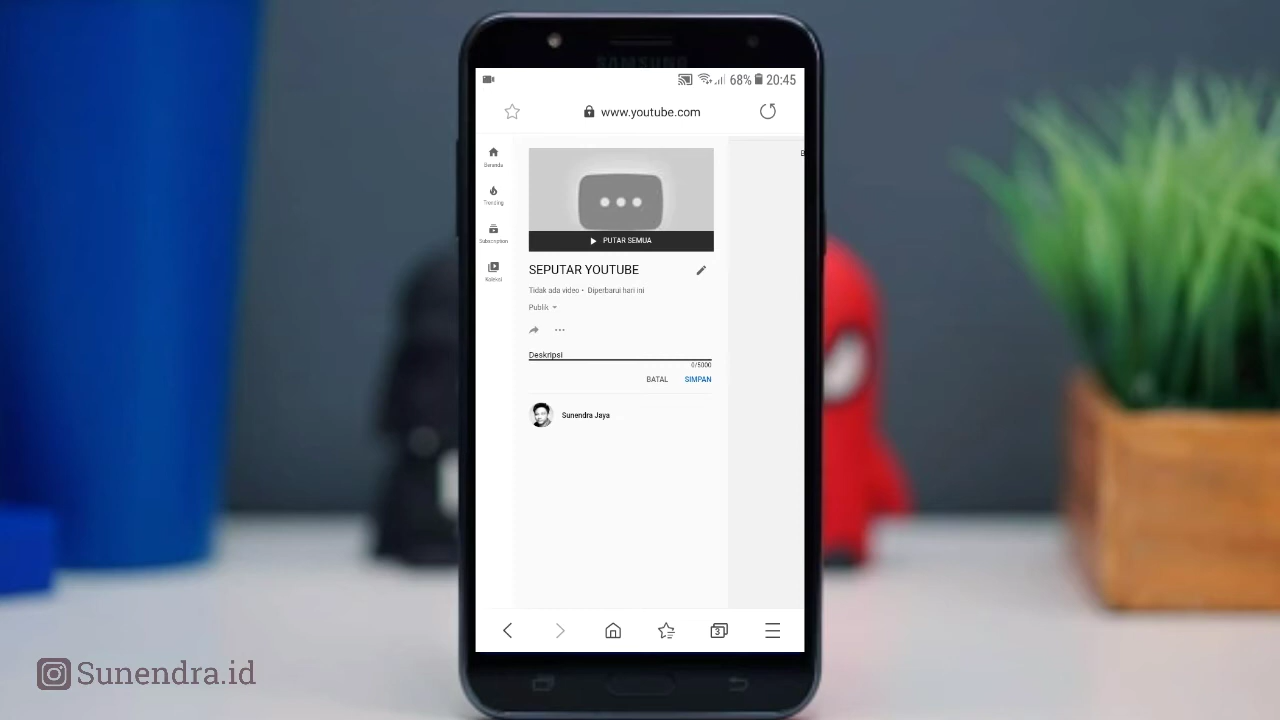 SAMSUNG
68% 20:45
www.youtube.com
Beranda
Trending
Subscription
Koleksi
PUTAR SEMUA
SEPUTAR YOUTUBE
Tidak ada video • Diperbarui hari ini
Publik
Deskripsi
0/5000
BATAL SIMPAN
Sunendra Jaya
3
Sunendra.id